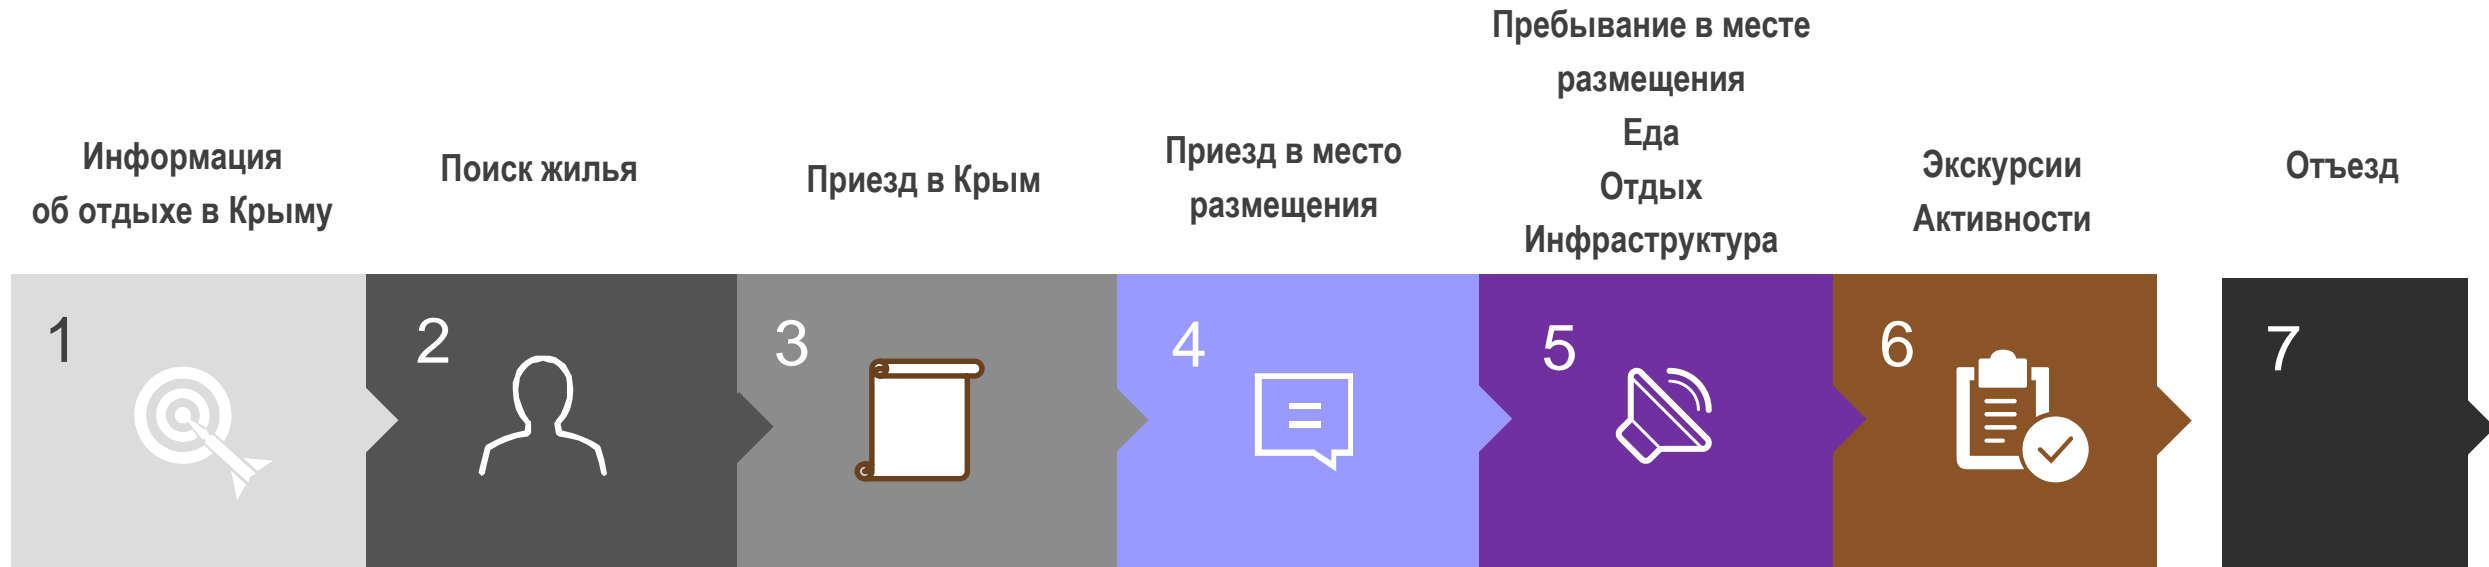 Информация
об отдыхе в Крыму
Поиск жилья
Приезд в Крым
Приезд в место
размещения
Пребывание в месте
размещения
Еда
Отдых
Инфраструктура
Экскурсии
Активности
Отъезд
1
2
3
4
5
6
7